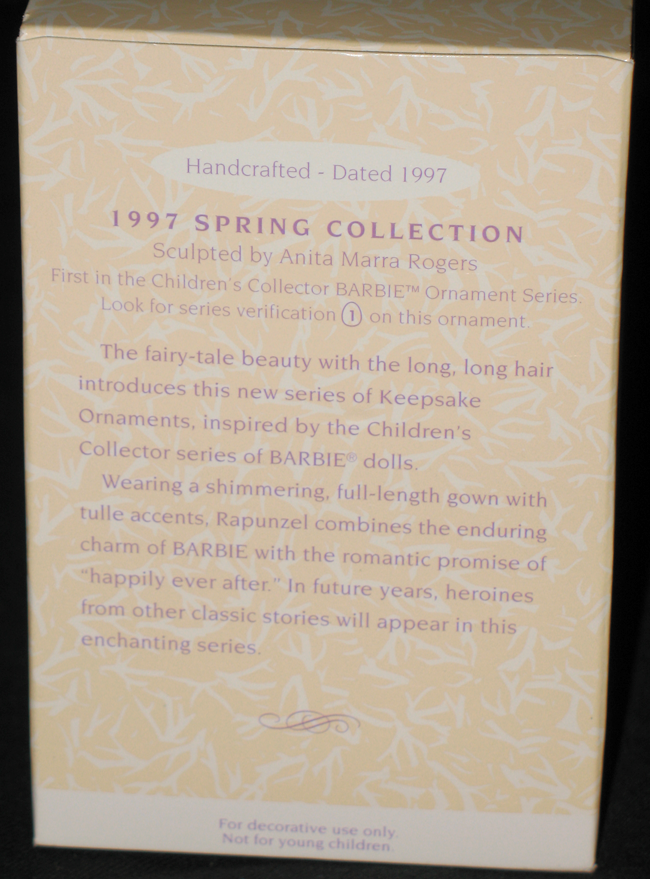 Handcrafted - Dated 1997
1997 SPRING COLLECTION
Sculpted by Anita Marra Rogers
First in the Children's Collector BARBIE™ Ornament Series.
Look for series verification ① on this ornament.
The fairy-tale beauty with the long, long hair
introduces this new series of Keepsake
Ornaments, inspired by the Children's
Collector series of BARBIE® dolls.
Wearing a shimmering, full-length gown with
tulle accents, Rapunzel combines the enduring
charm of BARBIE with the romantic promise of
“happily ever after.” In future years, heroines
from other classic stories will appear in this
enchanting series.
For decorative use only.
Not for young children.